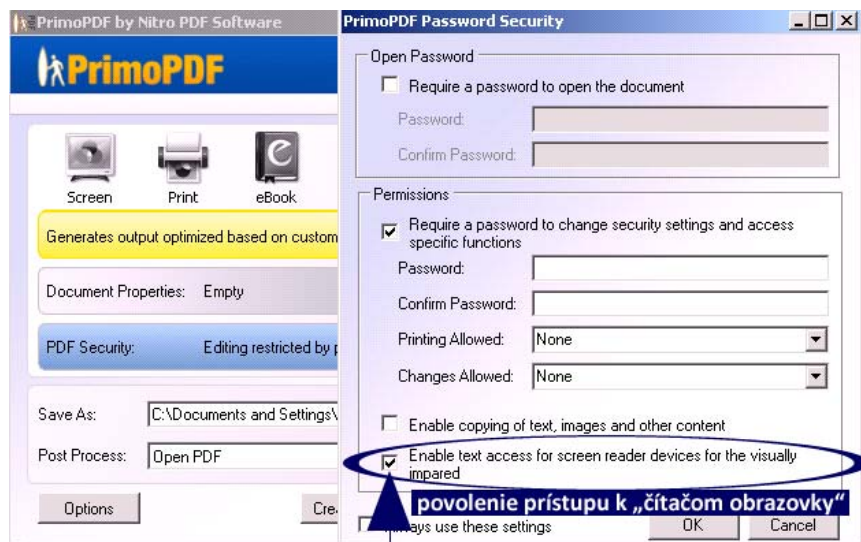 PrimoPDF by Nitro PDF Software
PrimoPDF
Screen
Print
eBook
Generates output optimized based on custom
Document Properties: Empty
PDF Security: Editing restricted by
Save As: C:\Documents and Settings\
Post Process: Open PDF
Options
PrimoPDF Password Security
Open Password
Require a password to open the document
Password:
Confirm Password:
Permissions
Require a password to change security settings and access
specific functions
Password:
Confirm Password:
Printing Allowed: None
Changes Allowed: None
Enable copying of text, images and other content
Enable text access for screen reader devices for the visually
impared
povolenie prístupu k „čítačom obrazovky“
use these settings
OK
Cancel